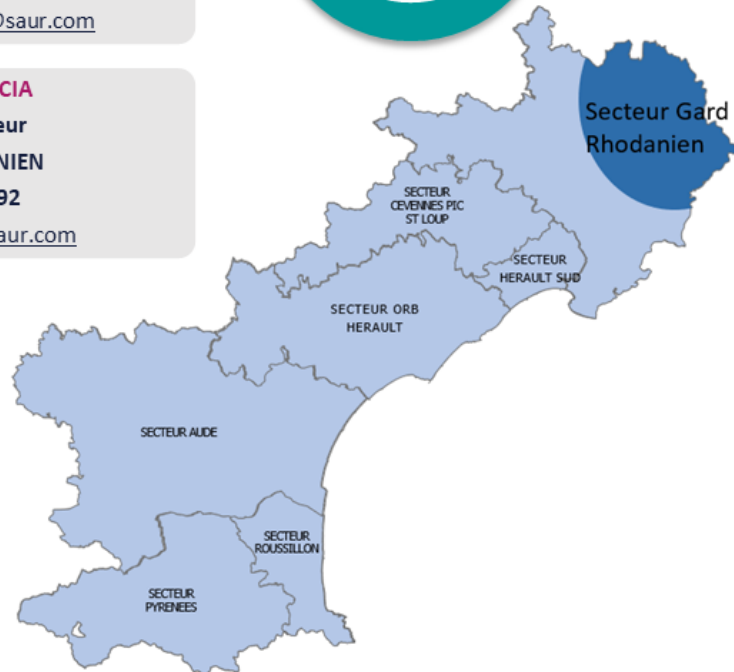 @saur.com
CIA
eur
NIEN
92
aur.com
Secteur Gard
Rhodanien
SECTEUR
CEVENNES PIC
ST LOUP
SECTEUR
HERAULT SUD
SECTEUR ORB
HERAULT
SECTEUR AUDE
SECTEUR
ROUSSILLON
SECTEUR
PYRENEES